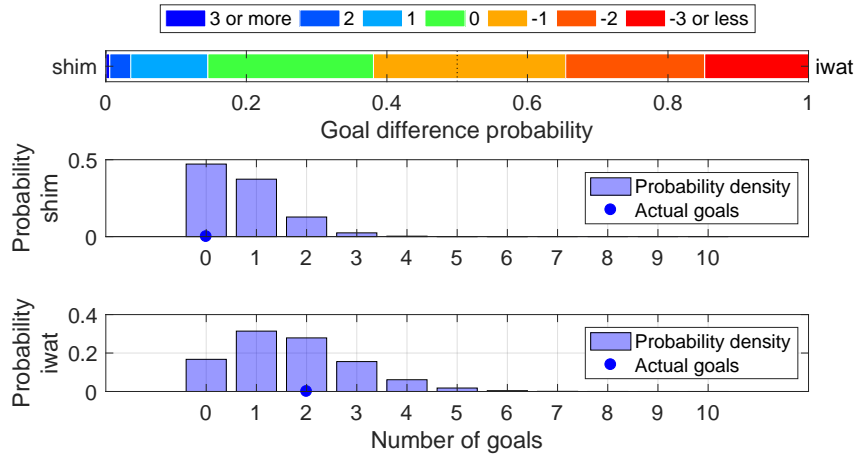 3 or more 2 1 0 -1 -2 -3 or less
shim iwat
0 0.2 0.4 0.6 0.8 1
Goal difference probability
Probability
shim
0.5
0
Probability density
Actual goals
0 1 2 3 4 5 6 7 8 9 10
Probability
iwat
0.4
0.2
0
Probability density
Actual goals
0 1 2 3 4 5 6 7 8 9 10
Number of goals